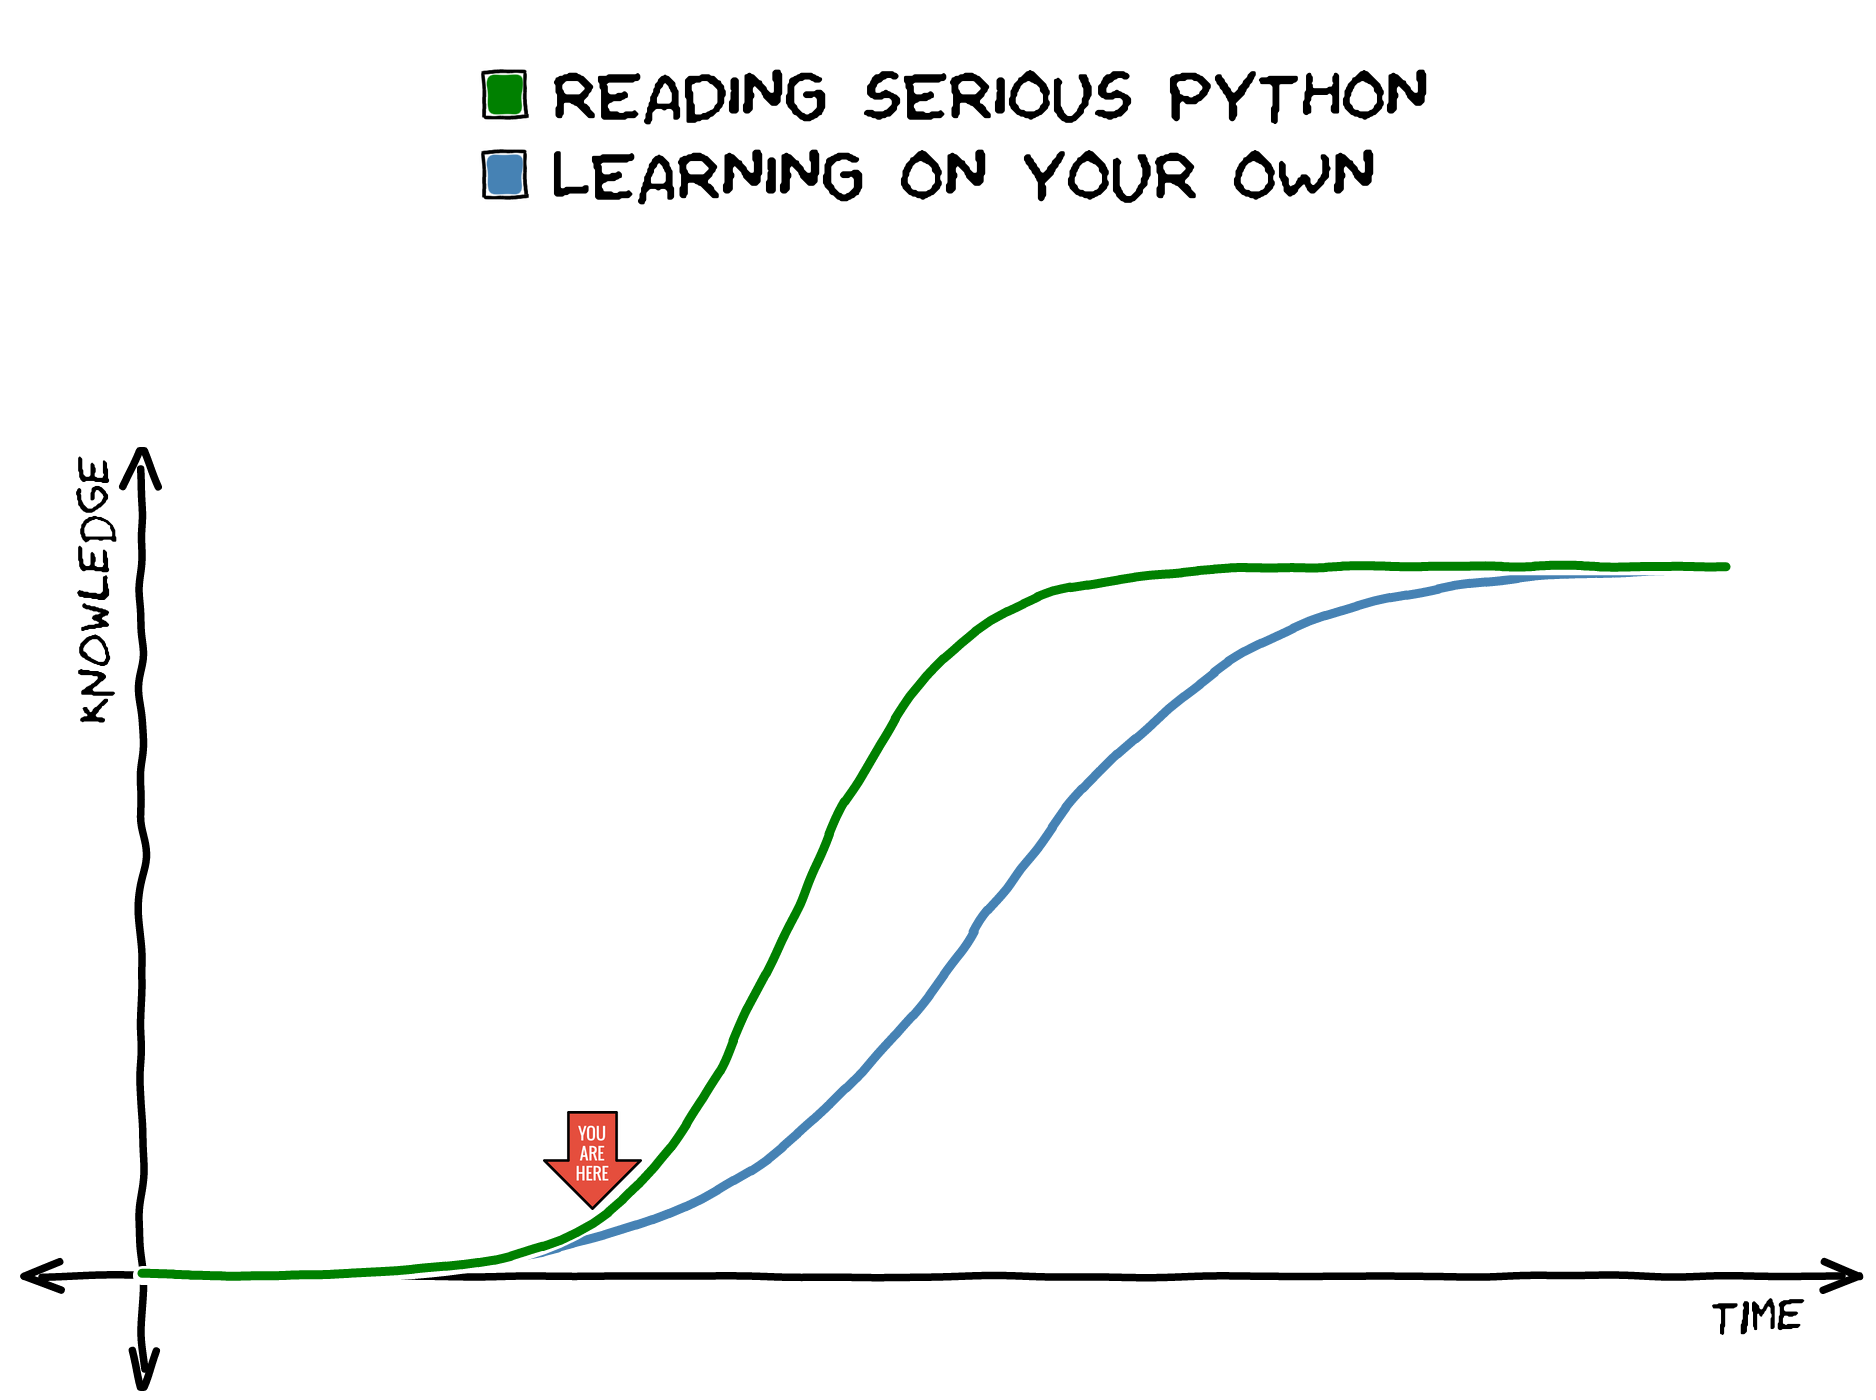 READING SERIOUS PYTHON
LEARNING ON YOUR OWN
KNOWLEDGE
YOU
ARE
HERE
TIME